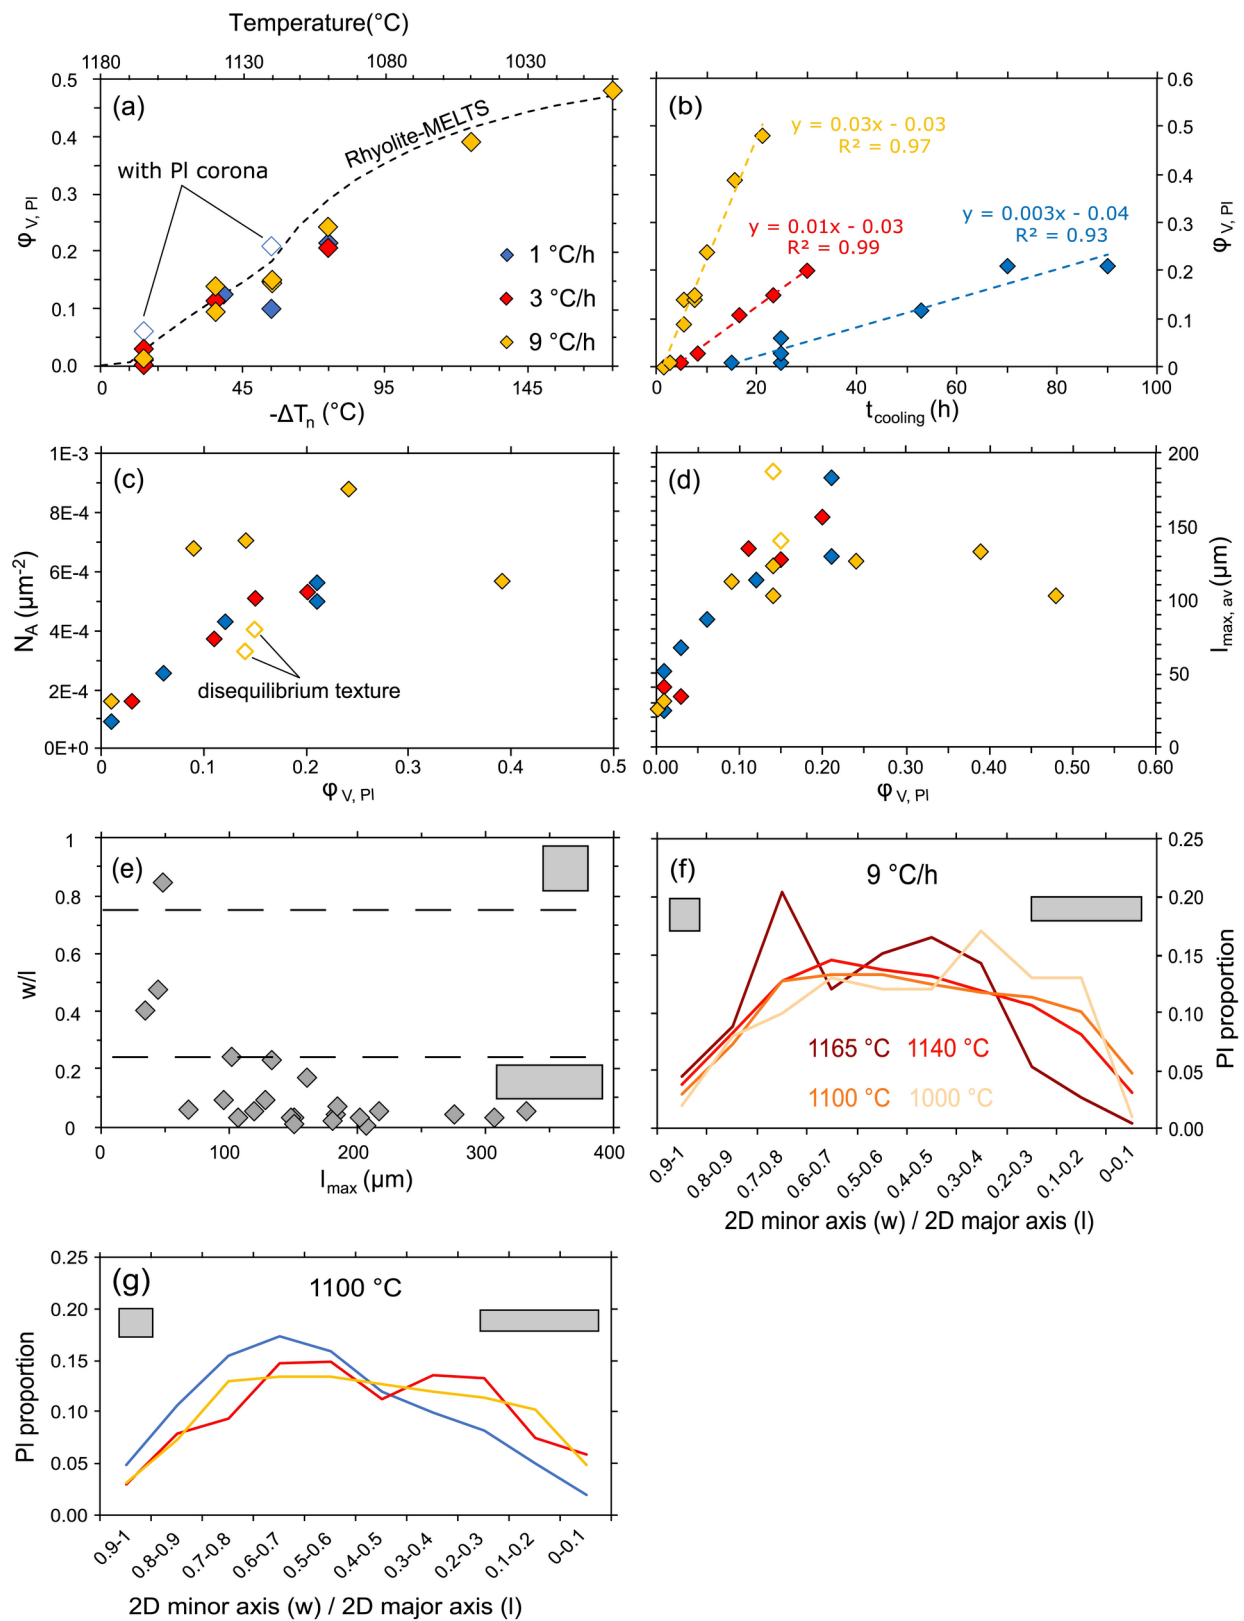 Temperature(°C)
1180 1130 1080 1030
(a)
0.5
0.4
0.3
0.2
0.1
0.0
φV, Pl
Rhyolite-MELTS
with Pl corona
1 °C/h
3 °C/h
9 °C/h
0 45 95 145
-ΔTn (°C)
(b)
y = 0.03x - 0.03
R² = 0.97
y = 0.01x - 0.03
R² = 0.99
y = 0.003x - 0.04
R² = 0.93
0.6
0.5
0.4
0.3
0.2
0.1
0
φV, Pl
0 20 40 60 80 100
tcooling (h)
(c)
1E-3
8E-4
6E-4
4E-4
2E-4
0E+0
NA (µm-2)
disequilibrium texture
0 0.1 0.2 0.3 0.4 0.5
φV, Pl
(d)
200
150
100
50
0
lmax, av (µm)
0.00 0.10 0.20 0.30 0.40 0.50 0.60
φV, Pl
(e)
1
0.8
0.6
0.4
0.2
0
w/l
0 100 200 300 400
lmax (µm)
(f)
9 °C/h
0.25
0.20
0.15
0.10
0.05
0.00
Pl proportion
1165 °C 1140 °C
1100 °C 1000 °C
0.9-1 0.8-0.9 0.7-0.8 0.6-0.7 0.5-0.6 0.4-0.5 0.3-0.4 0.2-0.3 0.1-0.2 0-0.1
2D minor axis (w) / 2D major axis (l)
(g)
1100 °C
0.25
0.20
0.15
0.10
0.05
0.00
Pl proportion
0.9-1 0.8-0.9 0.7-0.8 0.6-0.7 0.5-0.6 0.4-0.5 0.3-0.4 0.2-0.3 0.1-0.2 0-0.1
2D minor axis (w) / 2D major axis (l)